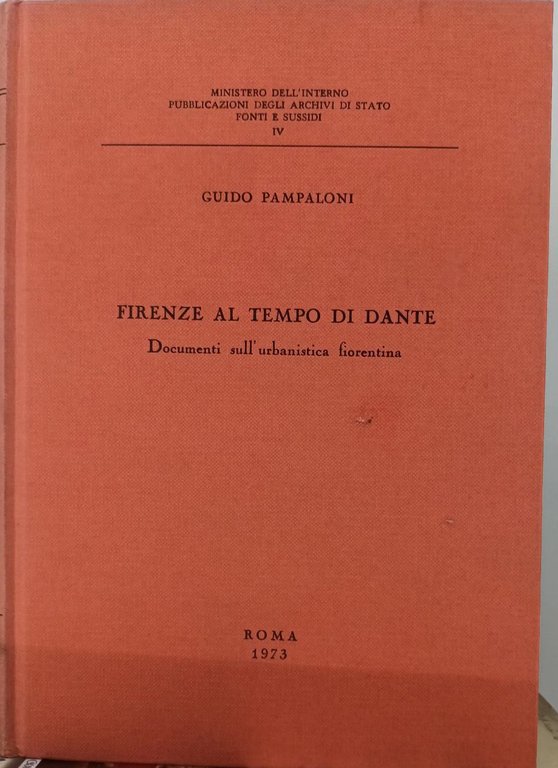 MINISTERO DELL'INTERNO
PUBBLICAZIONI DEGLI ARCHIVI DI STATO
FONTI E SUSSIDI
IV
GUIDO PAMPALONI
FIRENZE AL TEMPO DI DANTE
Documenti sull'urbanistica fiorentina
ROMA
1973